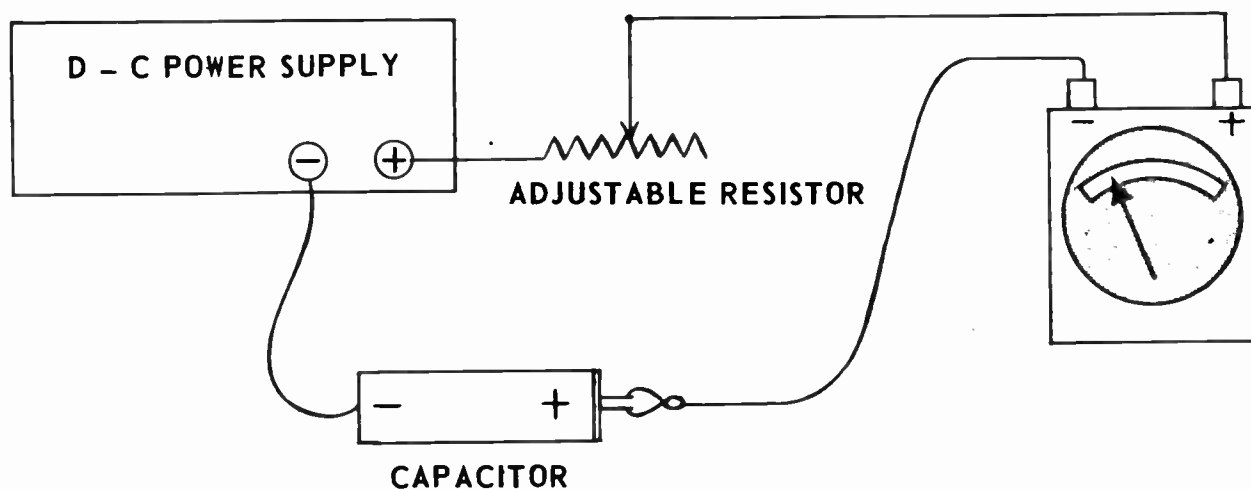 D – C POWER SUPPLY
− +
ADJUSTABLE RESISTOR
− +
− +
CAPACITOR